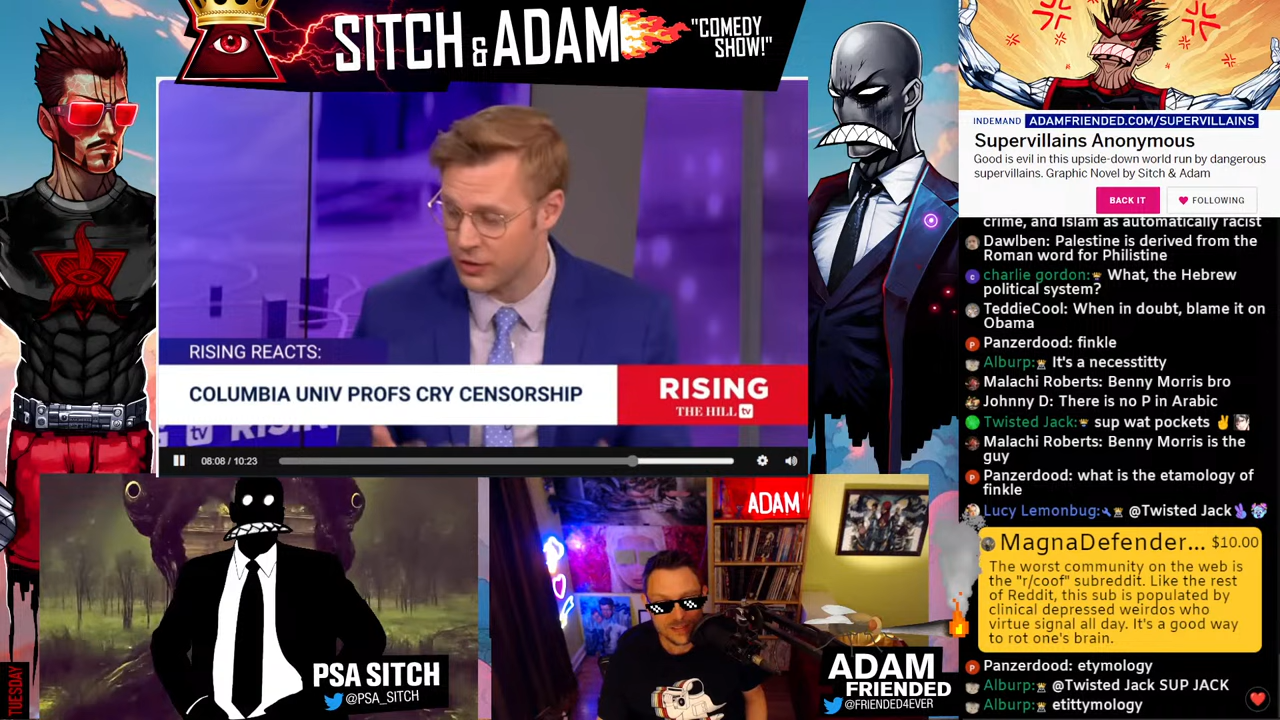 SITCH & ADAM
"COMEDY
SHOW!"
RISING REACTS:
COLUMBIA UNIV PROFS CRY CENSORSHIP
RISING
THE HILL tv
tv RISIN
08:08 / 10:23
ADAM
PSA SITCH
@PSA_SITCH
ADAM
FRIENDED
@FRIENDED4EVER
TUESDAY
INDEMAND ADAMFRIENDED.COM/SUPERVILLAINS
Supervillains Anonymous
Good is evil in this upside-down world run by dangerous
supervillains. Graphic Novel by Sitch & Adam
BACK IT
FOLLOWING
crime, and Islam as automatically racist
Dawlben: Palestine is derived from the
Roman word for Philistine
charlie gordon: What, the Hebrew
political system?
TeddieCool: When in doubt, blame it on
Obama
Panzerdood: finkle
Alburp: It's a necesstitty
Malachi Roberts: Benny Morris bro
Johnny D: There is no P in Arabic
Twisted Jack: sup wat pockets
Malachi Roberts: Benny Morris is the
guy
Panzerdood: what is the etamology of
finkle
Lucy Lemonbug: @Twisted Jack
MagnaDefender... $10.00
The worst community on the web is
the "r/coof" subreddit. Like the rest
of Reddit, this sub is populated by
clinical depressed weirdos who
virtue signal all day. It's a good way
to rot one's brain.
Panzerdood: etymology
Alburp: @Twisted Jack SUP JACK
Alburp: etittymology